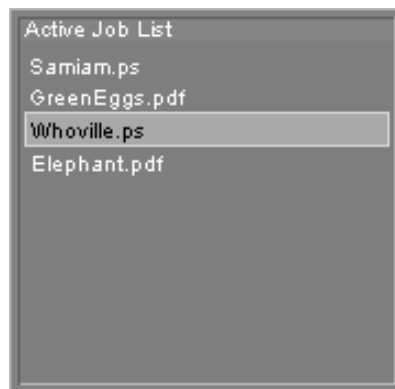 Active Job List
Samiam.ps
GreenEggs.pdf
Whoville.ps
Elephant.pdf